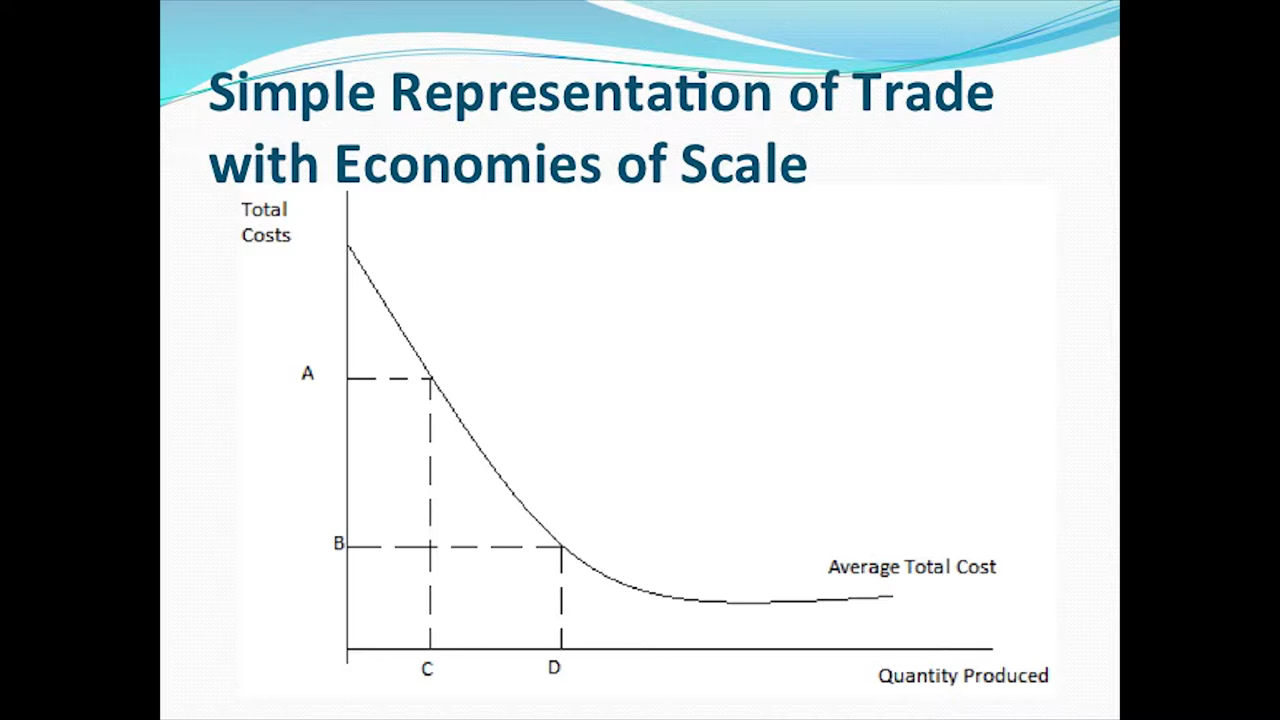 Simple Representation of Trade
with Economies of Scale
Total
Costs
A
B
Average Total Cost
C
D
Quantity Produced